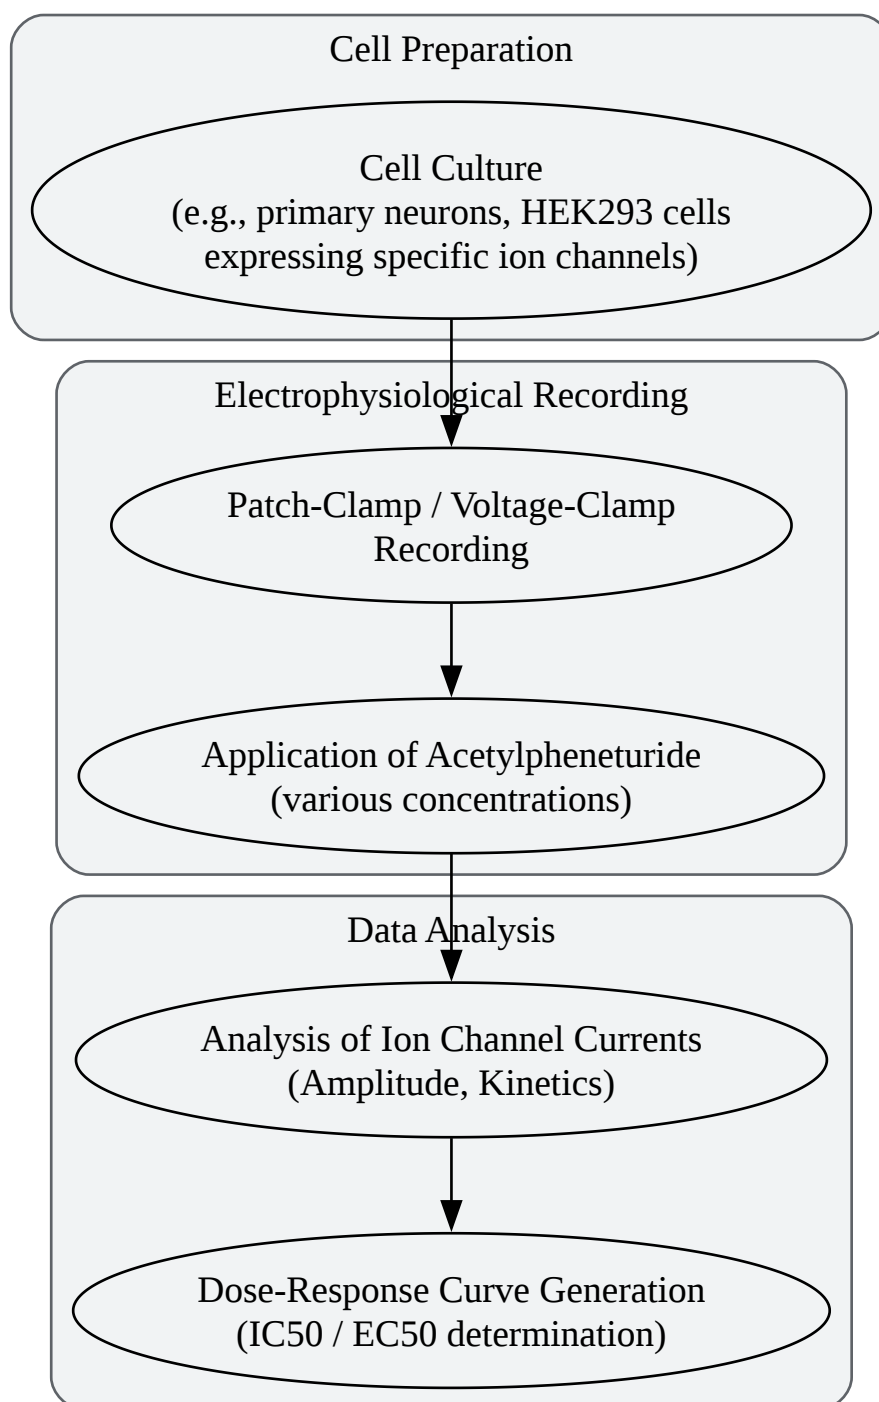 Cell Preparation
Cell Culture
(e.g., primary neurons, HEK293 cells
expressing specific ion channels)
Electrophysiological Recording
Patch-Clamp / Voltage-Clamp
Recording
Application of Acetylpheneturide
(various concentrations)
Data Analysis
Analysis of Ion Channel Currents
(Amplitude, Kinetics)
Dose-Response Curve Generation
(IC50 / EC50 determination)